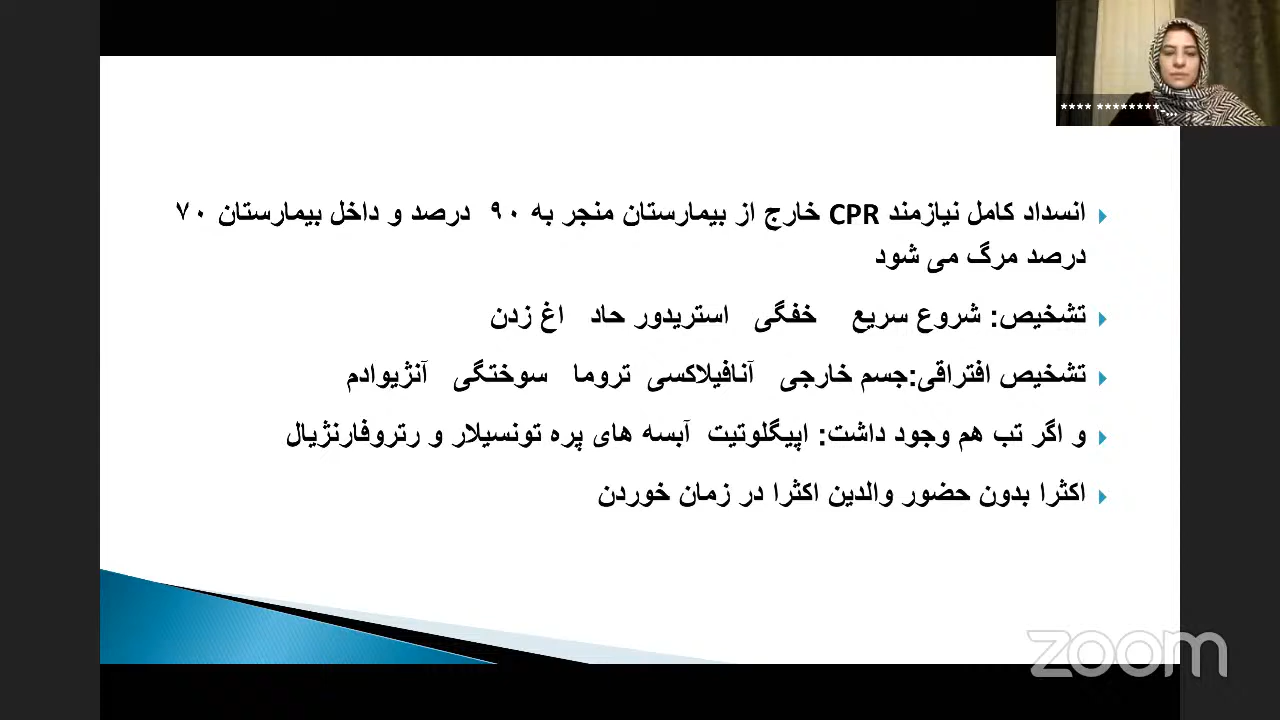 **** ********-...
انسداد کامل نیازمند CPR خارج از بیمارستان منجر به ۹۰ درصد و داخل بیمارستان ۷۰
درصد مرگ می شود
تشخیص: شروع سریع خفگی استریدور حاد اغ زدن
تشخیص افتراقی:جسم خارجی آنافیلاکسی تروما سوختگی آنژیوادم
و اگر تب هم وجود داشت: اپیگلوتیت آبسه های پره تونسیلار و رتروفارنژیال
اکثرا بدون حضور والدین اکثرا در زمان خوردن
zoom